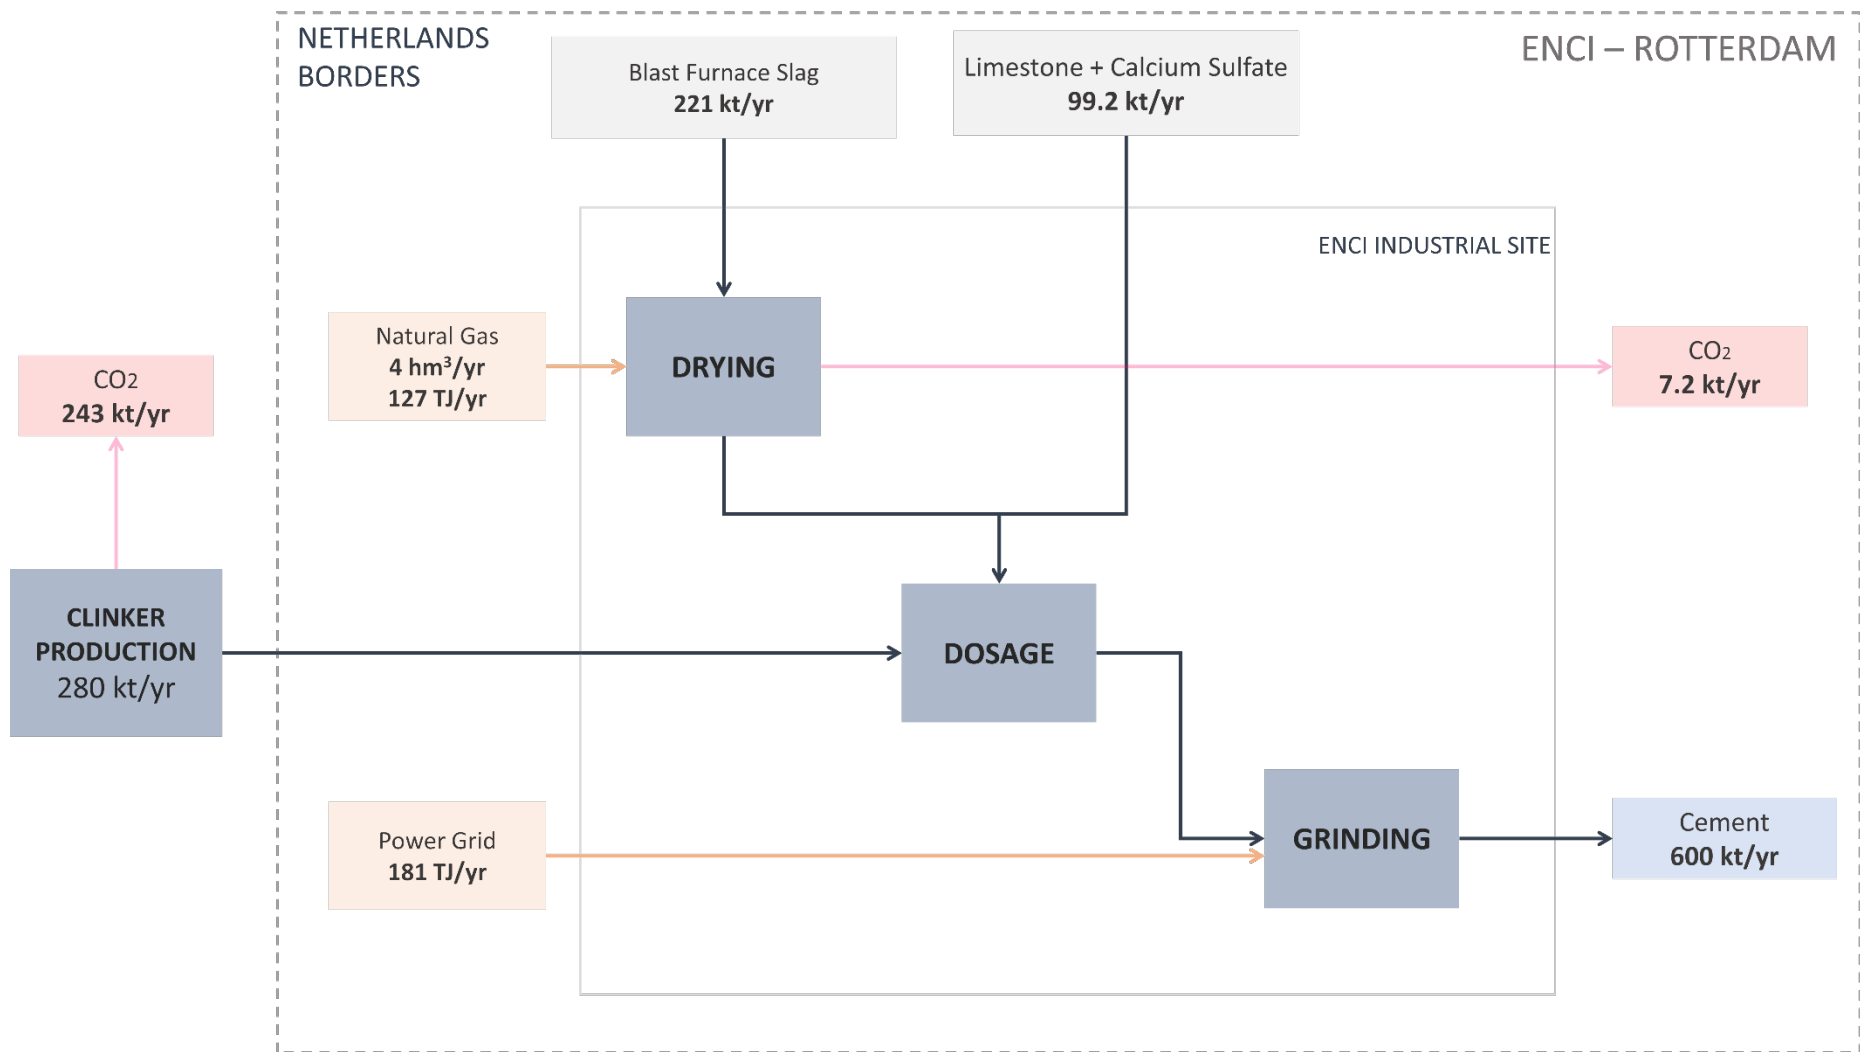 NETHERLANDS
BORDERS
ENCI – ROTTERDAM
Blast Furnace Slag
221 kt/yr
Limestone + Calcium Sulfate
99.2 kt/yr
ENCI INDUSTRIAL SITE
Natural Gas
4 hm³/yr
127 TJ/yr
DRYING
CO₂
7.2 kt/yr
CO₂
243 kt/yr
CLINKER
PRODUCTION
280 kt/yr
DOSAGE
Power Grid
181 TJ/yr
GRINDING
Cement
600 kt/yr